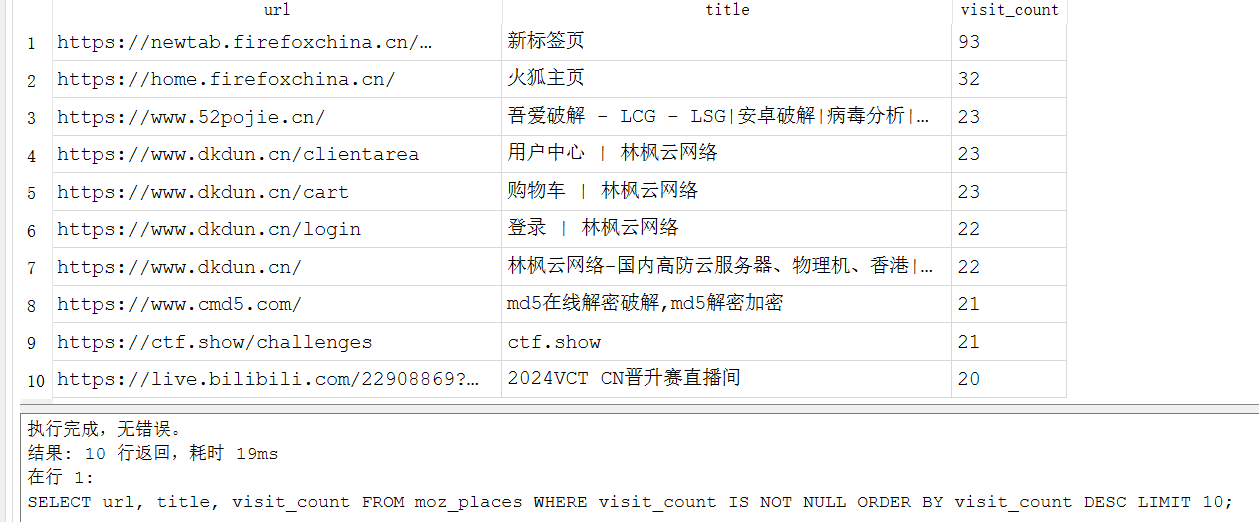 url title visit_count
1 https://newtab.firefoxchina.cn/… 新标签页 93
2 https://home.firefoxchina.cn/ 火狐主页 32
3 https://www.52pojie.cn/ 吾爱破解 - LCG - LSG|安卓破解|病毒分析|… 23
4 https://www.dkdun.cn/clientarea 用户中心 | 林枫云网络 23
5 https://www.dkdun.cn/cart 购物车 | 林枫云网络 23
6 https://www.dkdun.cn/login 登录 | 林枫云网络 22
7 https://www.dkdun.cn/ 林枫云网络-国内高防云服务器、物理机、香港|… 22
8 https://www.cmd5.com/ md5在线解密破解,md5解密加密 21
9 https://ctf.show/challenges ctf.show 21
10 https://live.bilibili.com/22908869?… 2024VCT CN晋升赛直播间 20
执行完成，无错误。
结果: 10 行返回，耗时 19ms
在行 1:
SELECT url, title, visit_count FROM moz_places WHERE visit_count IS NOT NULL ORDER BY visit_count DESC LIMIT 10;